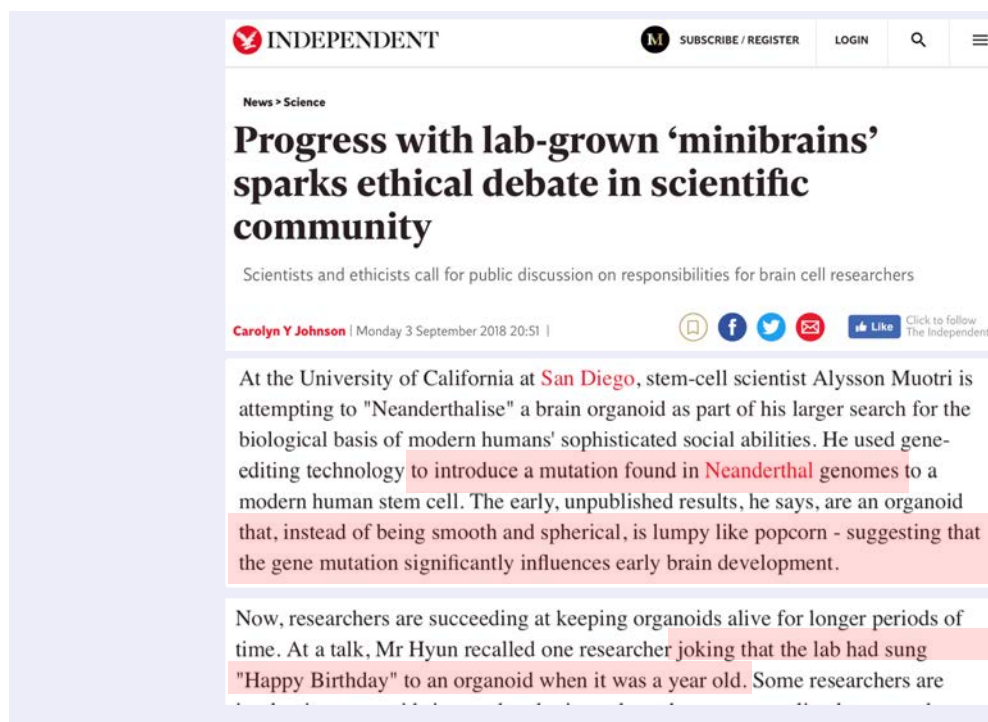 INDEPENDENT
M SUBSCRIBE / REGISTER LOGIN
News > Science
Progress with lab-grown ‘minibrains’
sparks ethical debate in scientific
community
Scientists and ethicists call for public discussion on responsibilities for brain cell researchers
Carolyn Y Johnson | Monday 3 September 2018 20:51 |
f Like Click to follow
The Independent
At the University of California at San Diego, stem-cell scientist Alysson Muotri is
attempting to "Neanderthalise" a brain organoid as part of his larger search for the
biological basis of modern humans' sophisticated social abilities. He used gene-
editing technology to introduce a mutation found in Neanderthal genomes to a
modern human stem cell. The early, unpublished results, he says, are an organoid
that, instead of being smooth and spherical, is lumpy like popcorn - suggesting that
the gene mutation significantly influences early brain development.
Now, researchers are succeeding at keeping organoids alive for longer periods of
time. At a talk, Mr Hyun recalled one researcher joking that the lab had sung
"Happy Birthday" to an organoid when it was a year old. Some researchers are